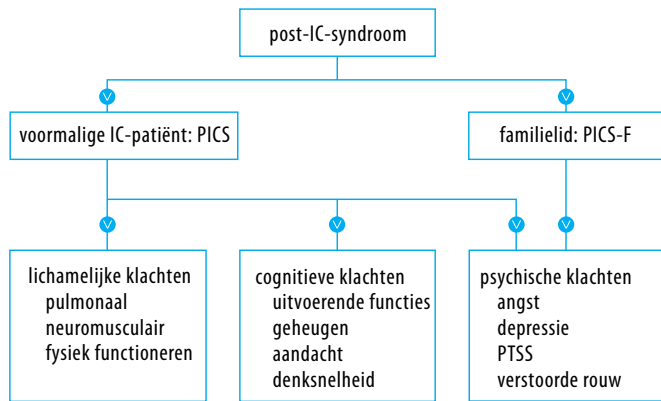 post-IC-syndroom
voormalige IC-patiënt: PICS
familielid: PICS-F
lichamelijke klachten
pulmonaal
neuromusculair
fysiek functioneren
cognitieve klachten
uitvoerende functies
geheugen
aandacht
denksnelheid
psychische klachten
angst
depressie
PTSS
verstoorde rouw